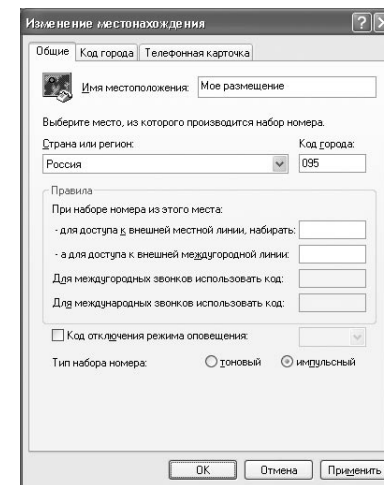 Изменение местонахождения
Общие Код города Телефонная карточка
Имя местоположения: Мое размещение
Выберите место, из которого производится набор номера.
Страна или регион: Код города:
Россия 095
Правила
При наборе номера из этого места:
- для доступа к внешней местной линии, набирать:
- а для доступа к внешней междугородной линии:
Для междугородных звонков использовать код:
Для международных звонков использовать код:
Код отключения режима оповещения:
Тип набора номера: тоновый импульсный
OK Отмена Применить